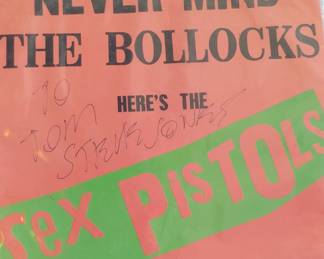 NEVER MIND
THE BOLLOCKS
HERE'S THE
TO
TOM
STEVE JONES
Sex PISTOLS